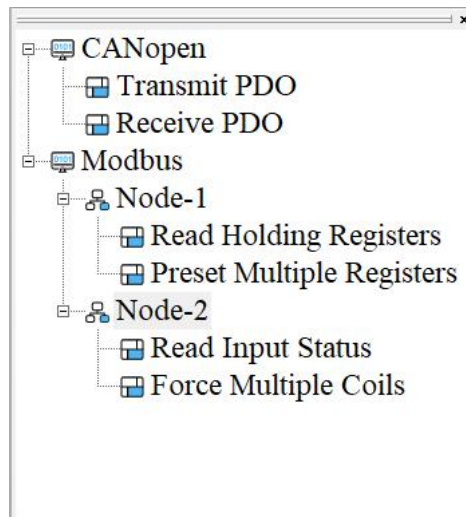 CANopen
Transmit PDO
Receive PDO
Modbus
Node-1
Read Holding Registers
Preset Multiple Registers
Node-2
Read Input Status
Force Multiple Coils